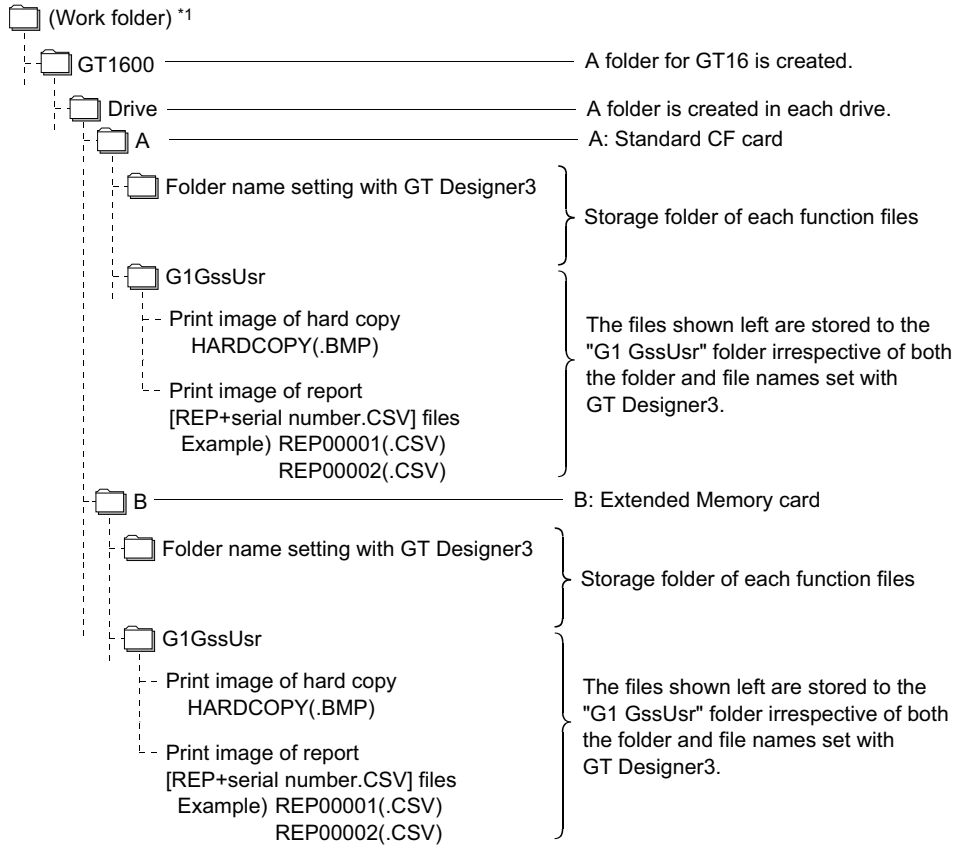 (Work folder) *1
GT1600 A folder for GT16 is created.
Drive A folder is created in each drive.
A A: Standard CF card
Folder name setting with GT Designer3
Storage folder of each function files
G1GssUsr
Print image of hard copy
HARDCOPY(.BMP)
Print image of report
[REP+serial number.CSV] files
Example) REP00001(.CSV)
REP00002(.CSV)
The files shown left are stored to the
"G1 GssUsr" folder irrespective of both
the folder and file names set with
GT Designer3.
B B: Extended Memory card
Folder name setting with GT Designer3
Storage folder of each function files
G1GssUsr
Print image of hard copy
HARDCOPY(.BMP)
Print image of report
[REP+serial number.CSV] files
Example) REP00001(.CSV)
REP00002(.CSV)
The files shown left are stored to the
"G1 GssUsr" folder irrespective of both
the folder and file names set with
GT Designer3.